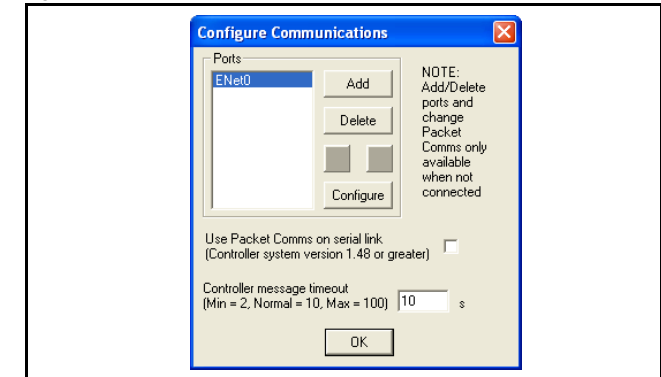 Configure Communications
Ports
ENet0
Add
Delete
Configure
NOTE:
Add/Delete
ports and
change
Packet
Comms only
available
when not
connected
Use Packet Comms on serial link
(Controller system version 1.48 or greater)
Controller message timeout
(Min = 2, Normal = 10, Max = 100) 10 s
OK